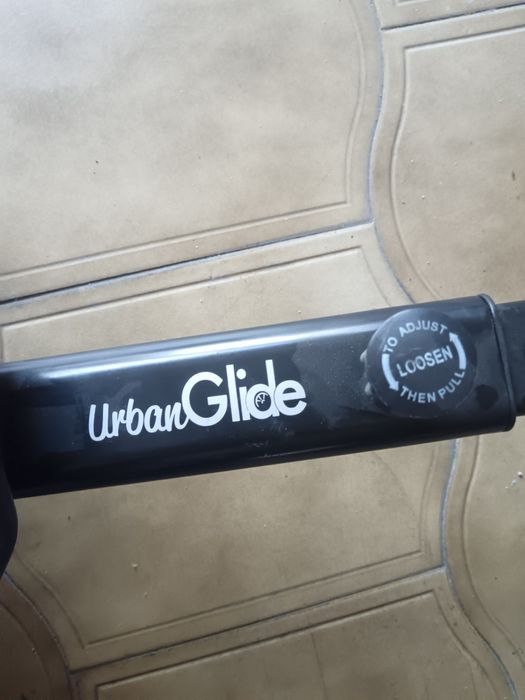 UrbanGlide
TO ADJUST
LOOSEN
THEN PULL